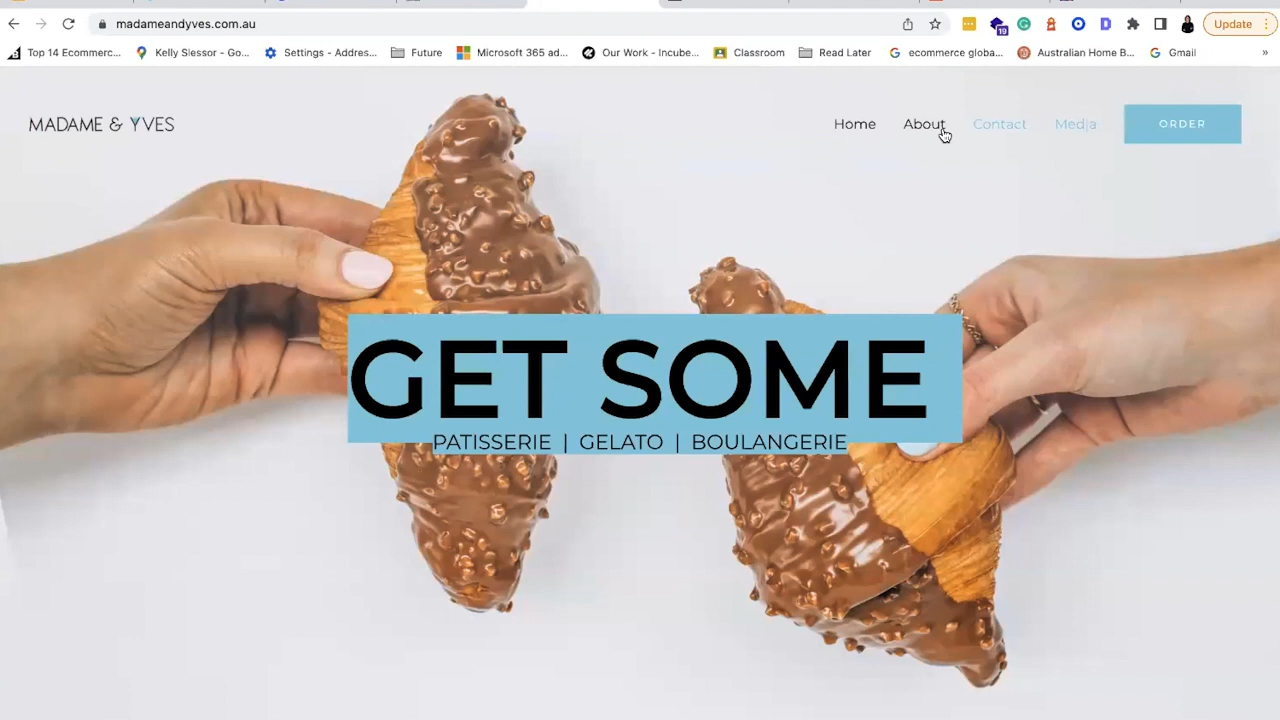 madameandyves.com.au
19
Update
Top 14 Ecommerc...
Kelly Slessor - Go...
Settings - Addres...
Future
Microsoft 365 ad...
Our Work - Incube...
Classroom
Read Later
ecommerce globa...
Australian Home B...
Gmail
»
MADAME & YVES
Home
About
Contact
Media
ORDER
GET SOME
PATISSERIE | GELATO | BOULANGERIE